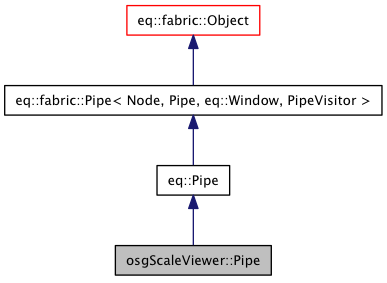 eq::fabric::Object
eq::fabric::Pipe< Node, Pipe, eq::Window, PipeVisitor >
eq::Pipe
osgScaleViewer::Pipe